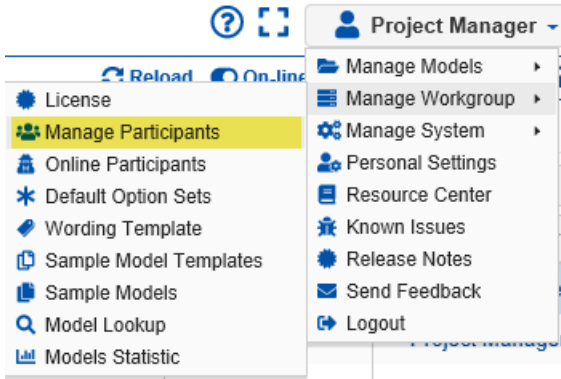 Project Manager
Reload On-line
Manage Models
Manage Workgroup
Manage System
Personal Settings
Resource Center
Known Issues
Release Notes
Send Feedback
Logout
License
Manage Participants
Online Participants
Default Option Sets
Wording Template
Sample Model Templates
Sample Models
Model Lookup
Models Statistic
Project Manager